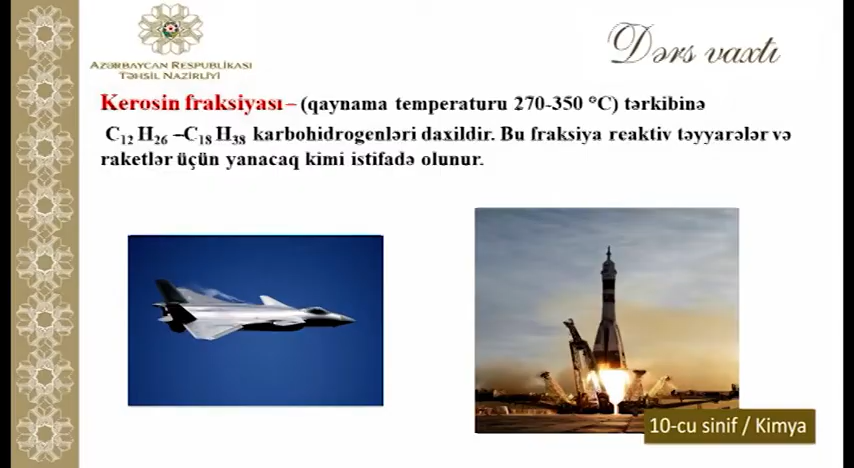 AZƏRBAYCAN RESPUBLİKASI
TƏHSİL NAZİRLİYİ
Dərs vaxtı
Kerosin fraksiyası – (qaynama temperaturu 270-350 °C) tərkibinə
C₁₂ H₂₆ –C₁₈ H₃₈ karbohidrogenləri daxildir. Bu fraksiya reaktiv təyyarələr və
raketlər üçün yanacaq kimi istifadə olunur.
10-cu sinif / Kimya